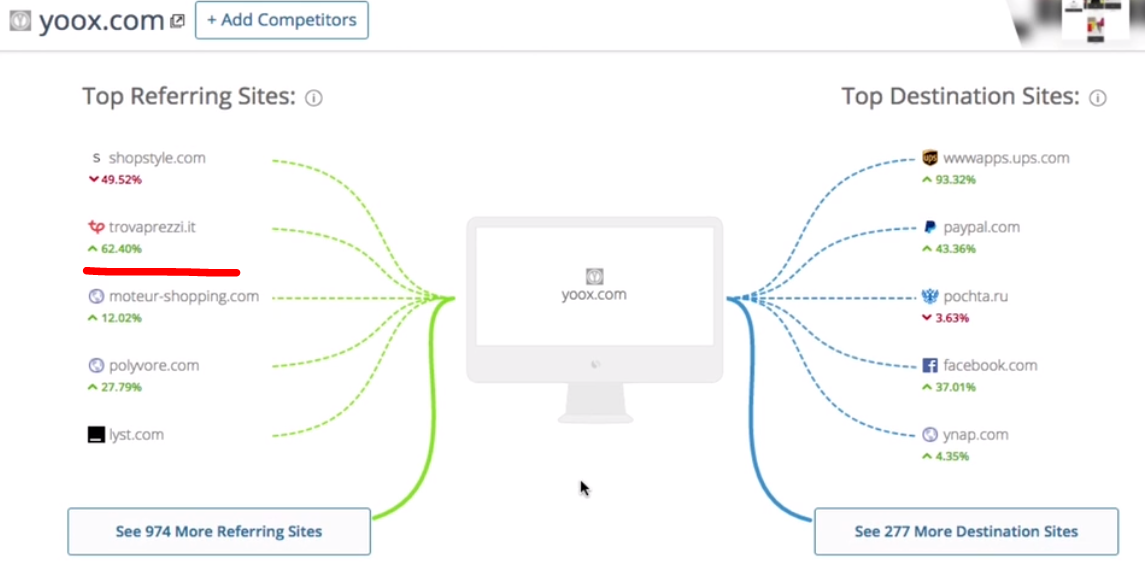 yoox.com + Add Competitors
Top Referring Sites:
S shopstyle.com
49.52%
tp trovaprezzi.it
62.40%
moteur-shopping.com
12.02%
polyvore.com
27.79%
lyst.com
See 974 More Referring Sites
yoox.com
Top Destination Sites:
ups wwwapps.ups.com
93.32%
paypal.com
43.36%
pochta.ru
3.63%
facebook.com
37.01%
ynap.com
4.35%
See 277 More Destination Sites